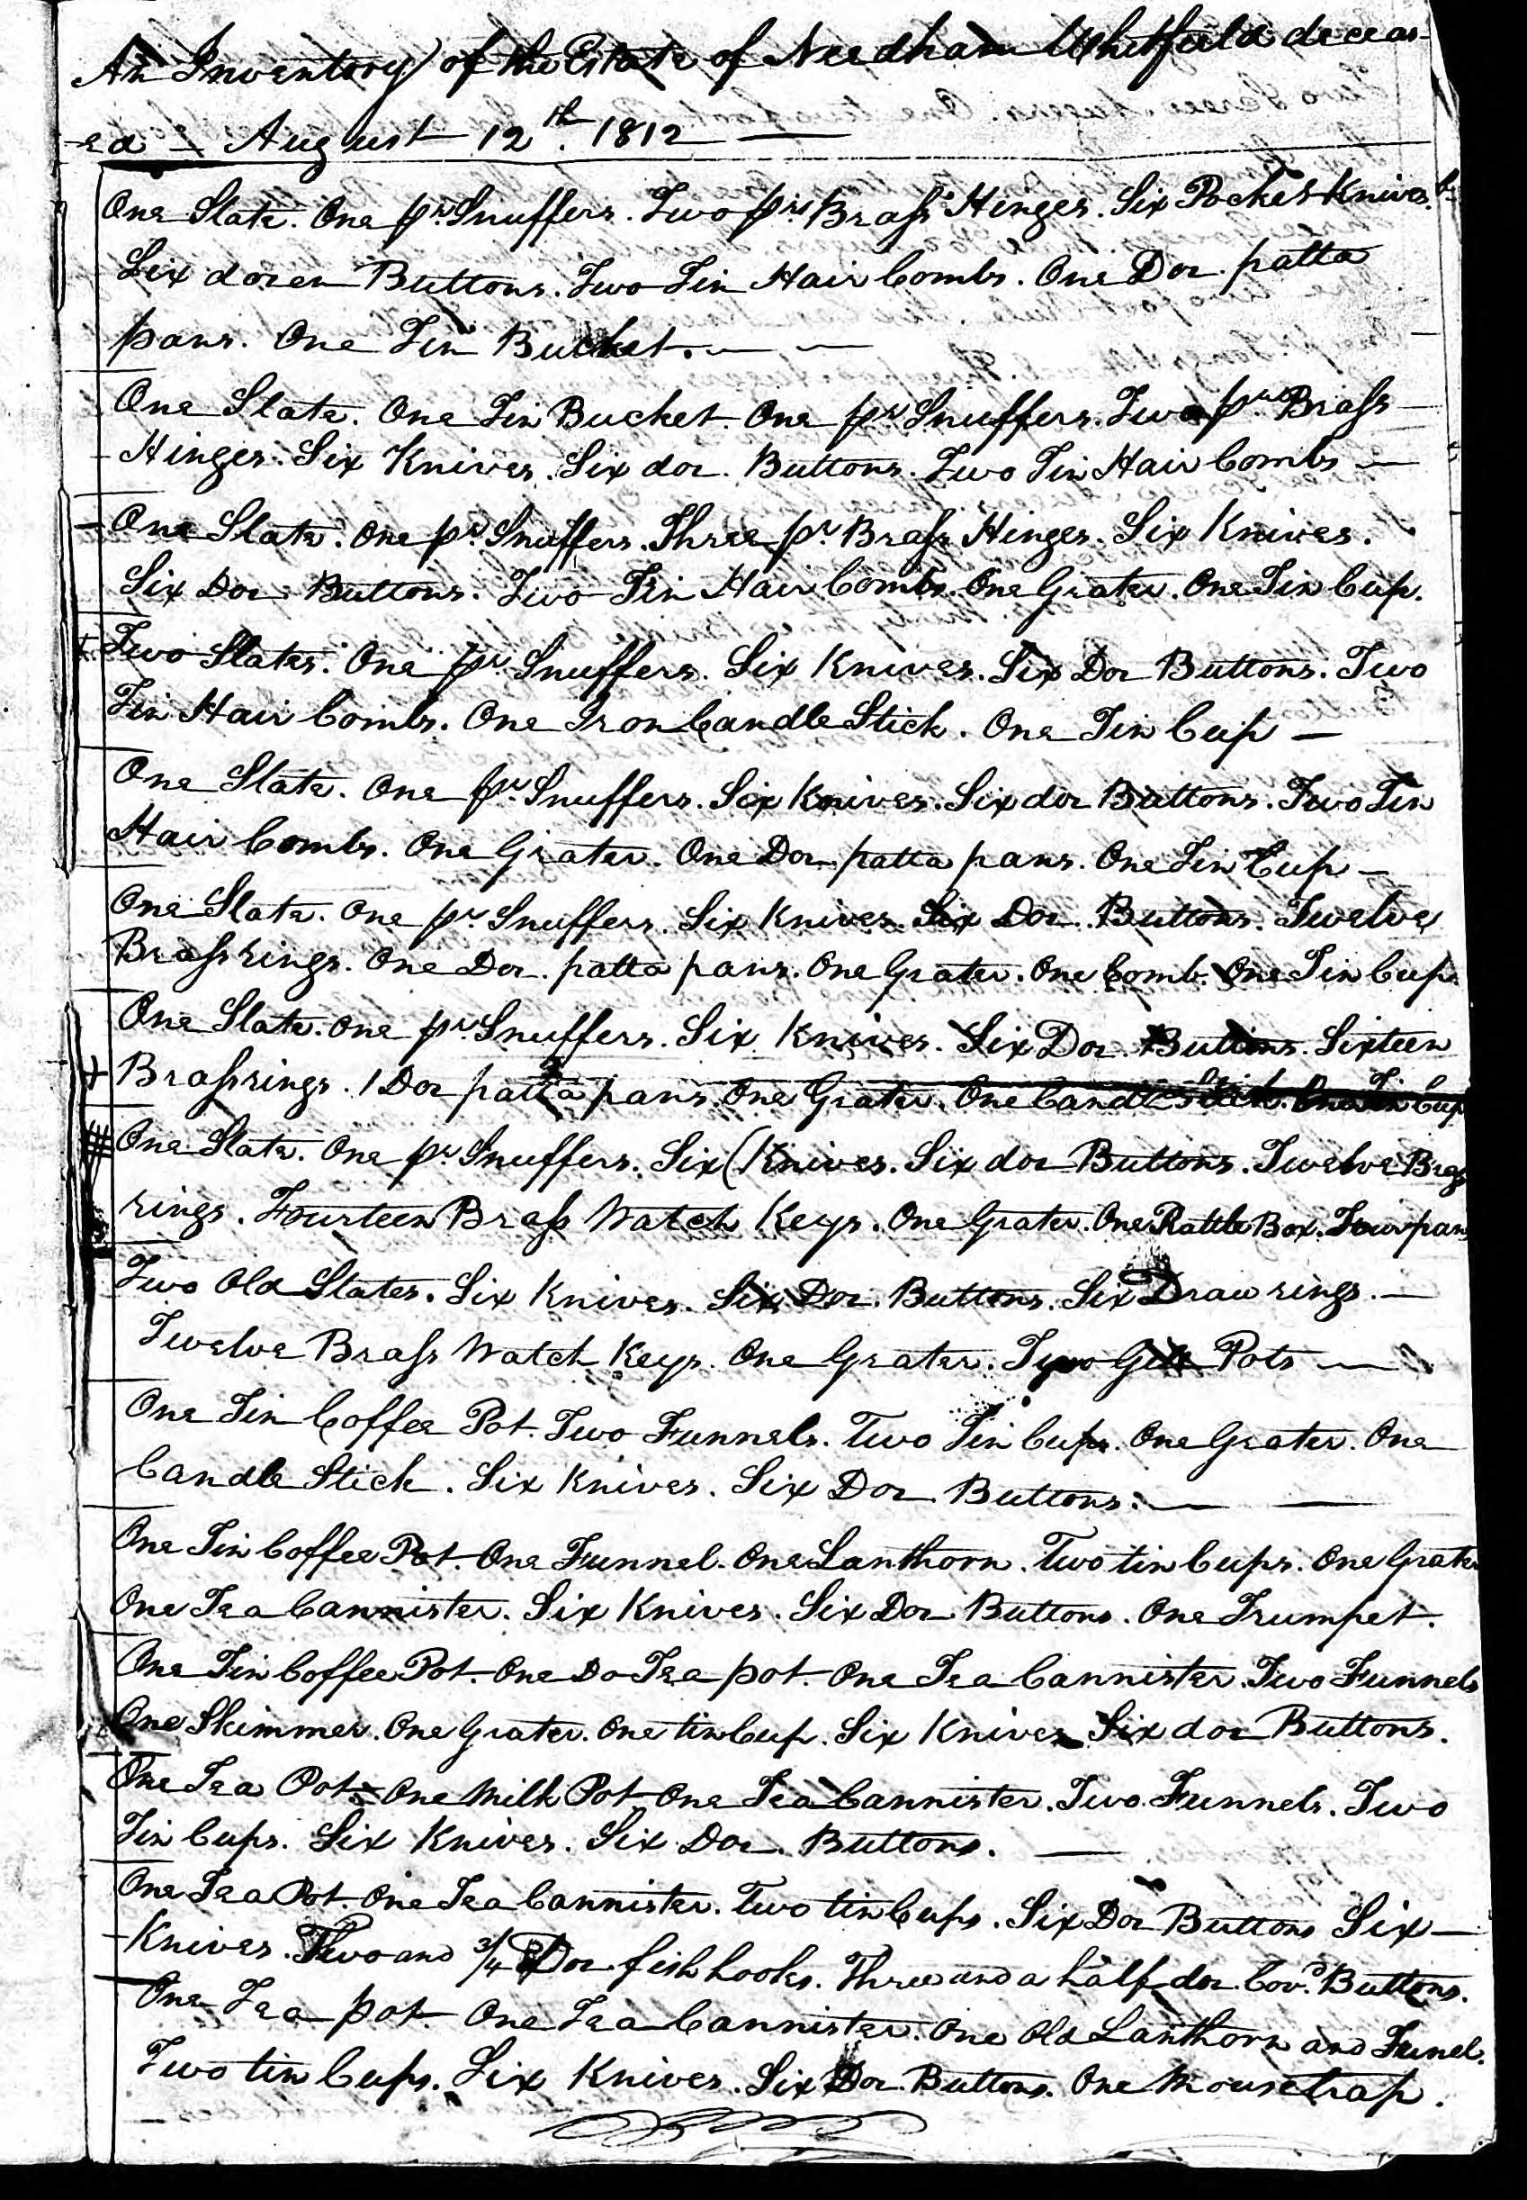 An Inventory of the Estate of Needham Whitfield deceas-
-ed - August 12th. 1812
One Slate. One pr. Snuffers. Two prs Brass Hinges. Six Pocket Knives.
Six dozen Buttons. Two Tin Hair Combs. One Doz. patta
pans. One Tin Bucket.
One Slate. One Tin Bucket. One pr Snuffers. Two prs. Brass
Hinges. Six Knives. Six doz. Buttons. Two Tin Hair Combs
One Slate. One pr. Snuffers. Three pr. Brass Hinges. Six Knives.
Six Doz. Buttons. Two Tin Hair Combs. One Grater. One Tin Cup.
Two Slates. One pr. Snuffers. Six Knives. Six Doz Buttons. Two
Tin Hair Combs. One Iron Candle Stick. One Tin Cup
One Slate. One pr. Snuffers. Six Knives. Six doz Buttons. Two Tin
Hair Combs. One Grater. One Doz. patta pans. One Tin Cup
One Slate. One pr. Snuffers. Six Knives. Six Doz. Buttons. Twelve
Brass rings. One Doz. patta pans. One Grater. One Comb. One Tin Cup
One Slate. One pr. Snuffers. Six Knives. Six Doz. Buttons. Sixteen
Brass rings. 1 Doz patta pans One Grater. One Candle Stick. One Tin Cup
One Slate. One pr. Snuffers. Six Knives. Six doz Buttons. Twelve Brass
rings. Fourteen Brass Watch Keys. One Grater. One Rattle Box. Four pans
Two Old Slates. Six Knives. Six Doz. Buttons. Six Draw rings.
Twelve Brass Watch Keys. One Grater. Two Pots
One Tin Coffee Pot. Two Funnels. Two Tin Cups. One Grater. One
Candle Stick. Six Knives. Six Doz. Buttons.
One Tin Coffee Pot. One Funnel. One Lanthorn. Two tin Cups. One Grater
One Tea Cannister. Six Knives. Six Doz Buttons. One Trumpet.
One Tin Coffee Pot. One Do Tea pot. One Tea Cannister. Two Funnels
One Skimmer. One Grater. One tin Cup. Six Knives Six doz Buttons.
One Tea Pot. One Milk Pot One Tea Cannister. Two Funnels. Two
Tin Cups. Six Knives. Six Doz. Buttons.
One Tea Pot. One Tea Cannister. Two tin Cups. Six Doz Buttons Six
Knives. Two and 3/4 Doz fish hooks. Three and a half doz Covd. Buttons.
One Tea pot. One Tea Cannister. One Old Lanthorn and Funel.
Two tin Cups. Six Knives. Six Doz. Buttons. One Mousetrap.